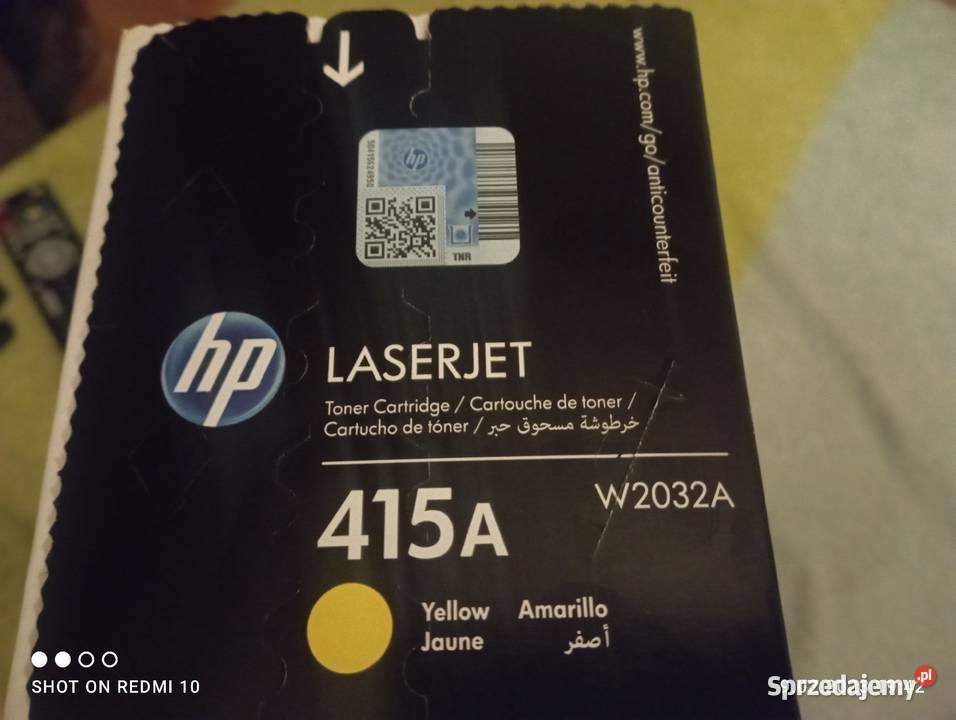 www.hp.com/go/anticounterfeit
hp
TNR
hp
LASERJET
Toner Cartridge / Cartouche de toner /
Cartucho de tóner / خرطوشة مسحوق حبر
415A
W2032A
Yellow Amarillo
Jaune أصفر
SHOT ON REDMI 10
Sprzedajemy.pl